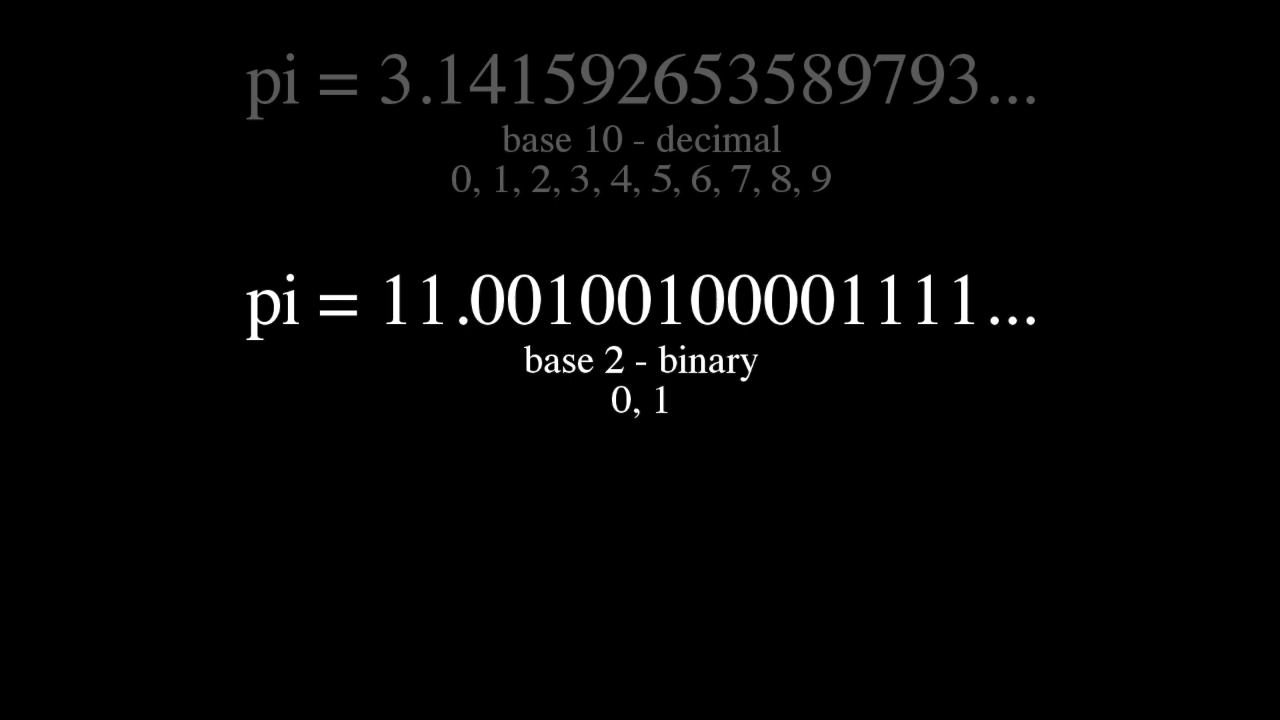 pi = 3.141592653589793...
base 10 - decimal
0, 1, 2, 3, 4, 5, 6, 7, 8, 9
pi = 11.00100100001111...
base 2 - binary
0, 1